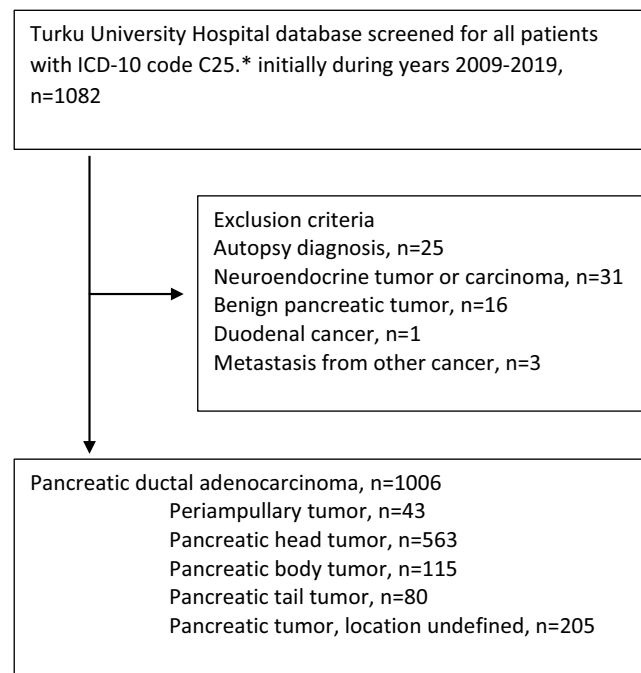 Turku University Hospital database screened for all patients
with ICD-10 code C25.* initially during years 2009-2019,
n=1082
Exclusion criteria
Autopsy diagnosis, n=25
Neuroendocrine tumor or carcinoma, n=31
Benign pancreatic tumor, n=16
Duodenal cancer, n=1
Metastasis from other cancer, n=3
Pancreatic ductal adenocarcinoma, n=1006
Periampullary tumor, n=43
Pancreatic head tumor, n=563
Pancreatic body tumor, n=115
Pancreatic tail tumor, n=80
Pancreatic tumor, location undefined, n=205